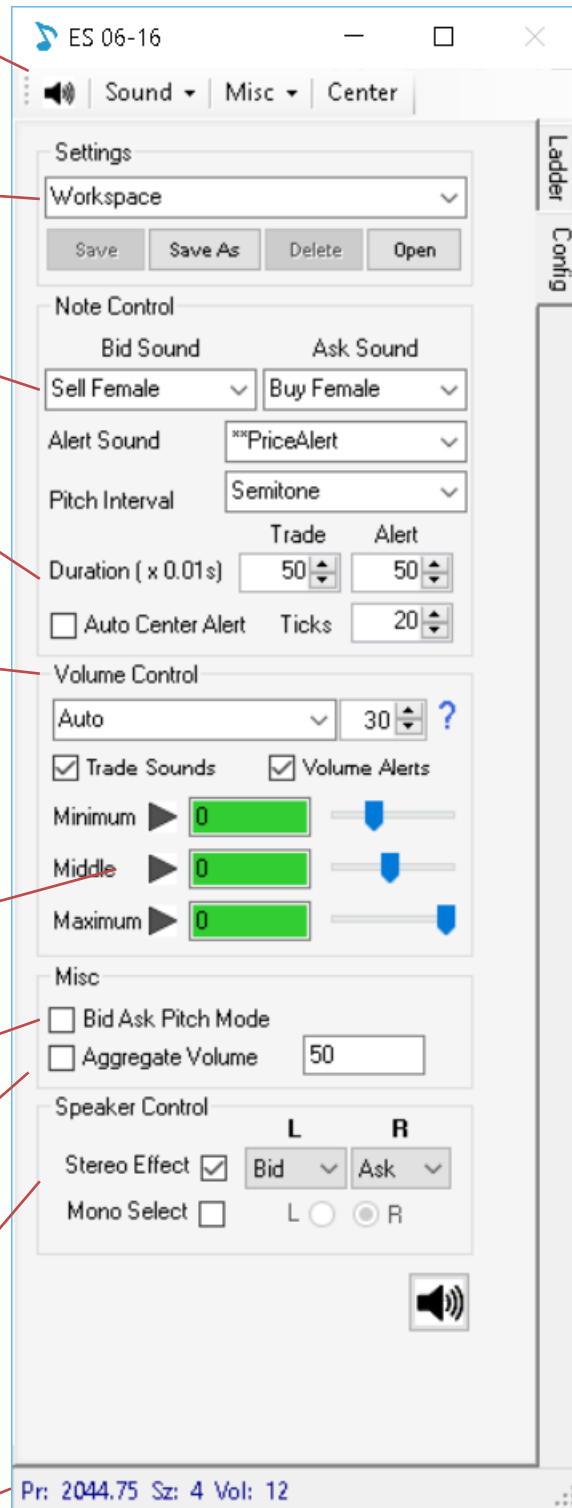 ES 06-16
Sound Misc Center
Ladder
Config
Settings
Workspace
Save Save As Delete Open
Note Control
Bid Sound Ask Sound
Sell Female Buy Female
Alert Sound **PriceAlert
Pitch Interval Semitone
Trade Alert
Duration ( x 0.01s) 50 50
Auto Center Alert Ticks 20
Volume Control
Auto 30 ?
Trade Sounds Volume Alerts
Minimum 0
Middle 0
Maximum 0
Misc
Bid Ask Pitch Mode
Aggregate Volume 50
Speaker Control
L R
Stereo Effect Bid Ask
Mono Select L R
Pr: 2044.75 Sz: 4 Vol: 12